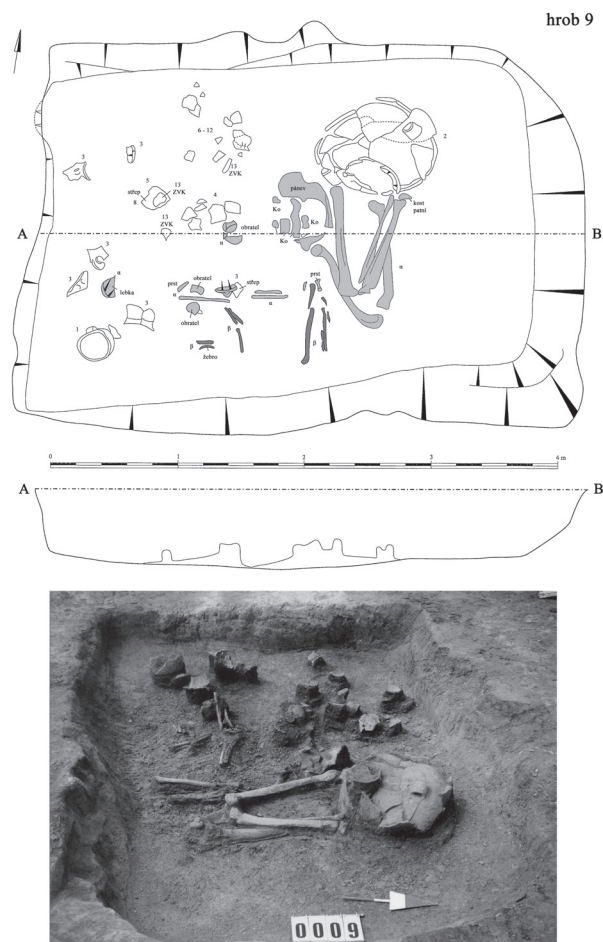 hrob 9
3
3
6 - 12
2
13
ZVK
5
13
ZVK
střep
8
4
pánev
kost
patní
Ko
Ko
Ko
13
ZVK
obratel
α
A
B
3
α
3
lebka
prst
obratel
3
střep
prst
α
α
α
3
obratel
1
β
β
β
žebro
0
1
2
3
4 m
A
B
0009